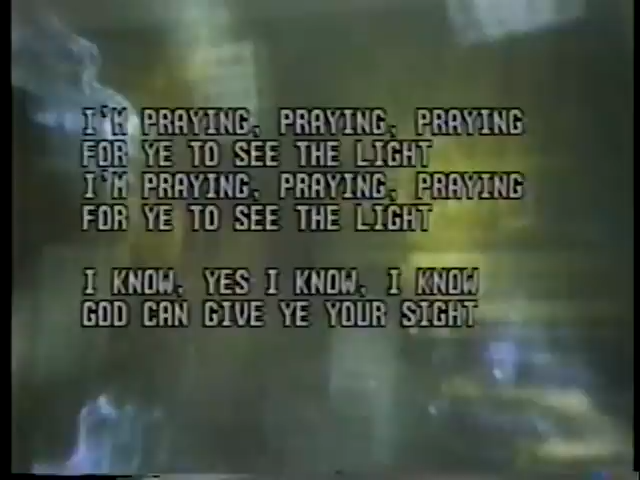 I'M PRAYING, PRAYING, PRAYING
FOR YE TO SEE THE LIGHT
I'M PRAYING, PRAYING, PRAYING
FOR YE TO SEE THE LIGHT
I KNOW, YES I KNOW, I KNOW
GOD CAN GIVE YE YOUR SIGHT